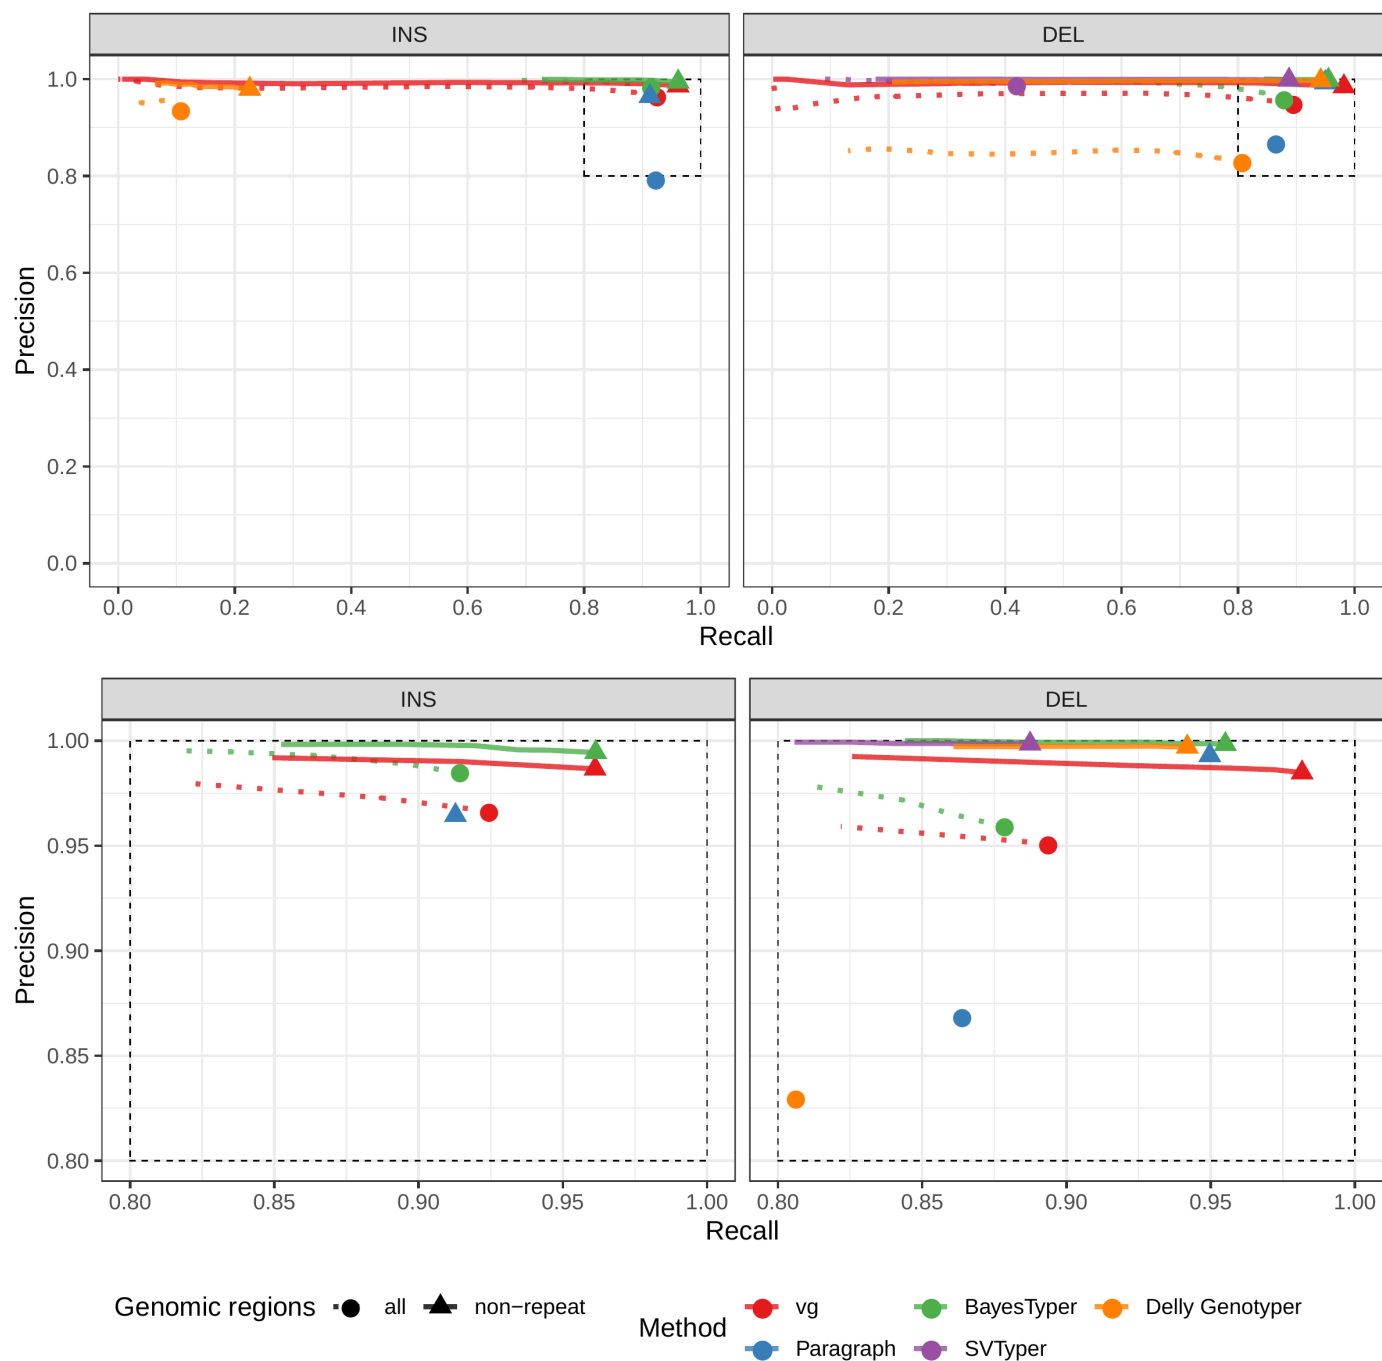 INS DEL
1.0
0.8
0.6
0.4
0.2
0.0
Precision
0.0 0.2 0.4 0.6 0.8 1.0 0.0 0.2 0.4 0.6 0.8 1.0
Recall
INS DEL
1.00
0.95
0.90
0.85
0.80
Precision
0.80 0.85 0.90 0.95 1.00 0.80 0.85 0.90 0.95 1.00
Recall
Genomic regions all non−repeat
Method vg BayesTyper Delly Genotyper
Paragraph SVTyper